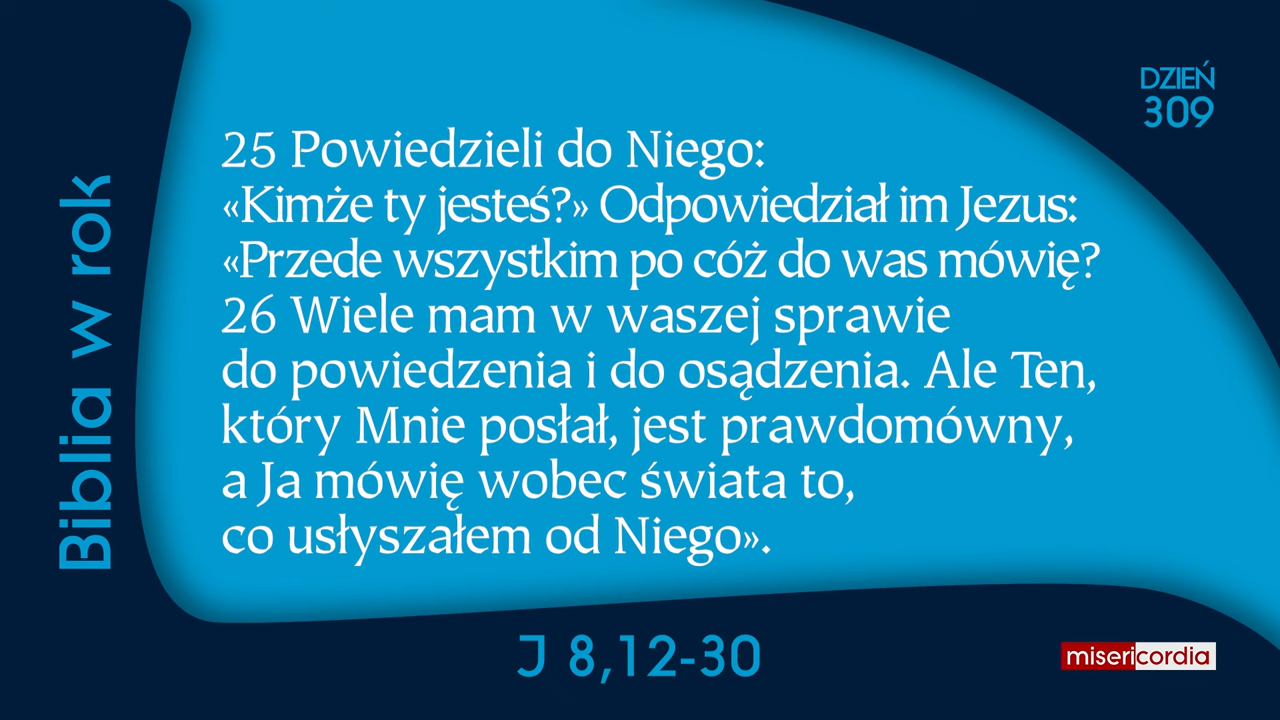 DZIEŃ
309
Biblia w rok
25 Powiedzieli do Niego:
«Kimże ty jesteś?» Odpowiedział im Jezus:
«Przede wszystkim po cóż do was mówię?
26 Wiele mam w waszej sprawie
do powiedzenia i do osądzenia. Ale Ten,
który Mnie posłał, jest prawdomówny,
a Ja mówię wobec świata to,
co usłyszałem od Niego».
J 8,12-30
misericordia